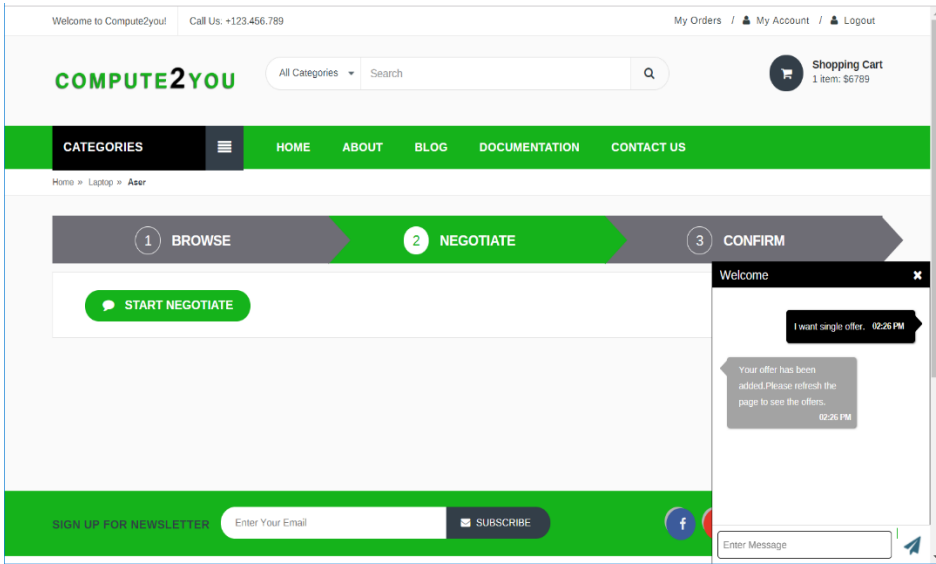 Welcome to Compute2you! Call Us: +123.456.789 My Orders / My Account / Logout
COMPUTE2YOU All Categories Search Shopping Cart
1 item: $6789
CATEGORIES HOME ABOUT BLOG DOCUMENTATION CONTACT US
Home » Laptop » Aser
1 BROWSE 2 NEGOTIATE 3 CONFIRM
START NEGOTIATE
Welcome
I want single offer. 02:26 PM
Your offer has been
added.Please refresh the
page to see the offers.
02:26 PM
SIGN UP FOR NEWSLETTER Enter Your Email SUBSCRIBE f
Enter Message